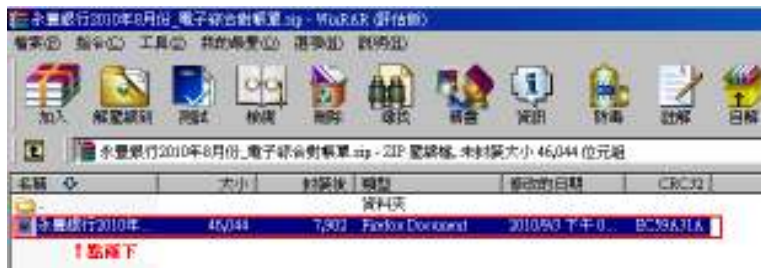 永豐銀行2010年8月份_電子綜合對帳單.zip - WinRAR (評估版)
檔案(F) 指令(C) 工具(S) 我的最愛(O) 選項(N) 說明(H)
加入 解壓縮到 測試 檢視 刪除 尋找 精靈 資訊 防毒 註解 自解
永豐銀行2010年8月份_電子綜合對帳單.zip - ZIP 壓縮檔, 未封裝大小 46,044 位元組
名稱 大小 封裝後 類型 修改的日期 CRC32
.. 資料夾
永豐銀行2010年... 46,044 7,902 Firefox Document 2010/9/3 下午 0...
↑點兩下